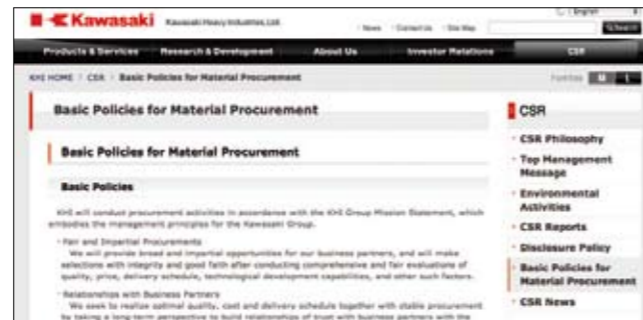 English
Kawasaki Kawasaki Heavy Industries, Ltd.
News Contact Us Site Map Search
Products & Services Research & Development About Us Investor Relations CSR
KHI HOME / CSR / Basic Policies for Material Procurement
Basic Policies for Material Procurement
Basic Policies for Material Procurement
Basic Policies
KHI will conduct procurement activities in accordance with the KHI Group Mission Statement, which
embodies the management principles for the Kawasaki Group.
Fair and Impartial Procurements
We will provide broad and impartial opportunities for our business partners, and will make
selections with integrity and good faith after conducting comprehensive and fair evaluations of
quality, price, delivery schedule, technological development capabilities, and other such factors.
Relationships with Business Partners
We seek to realize optimal quality, cost and delivery schedule together with stable procurement
by taking a long-term perspective to build relationships of trust with business partners with the
CSR
CSR Philosophy
Top Management
Message
Environmental
Activities
CSR Reports
Disclosure Policy
Basic Policies for
Material Procurement
CSR News